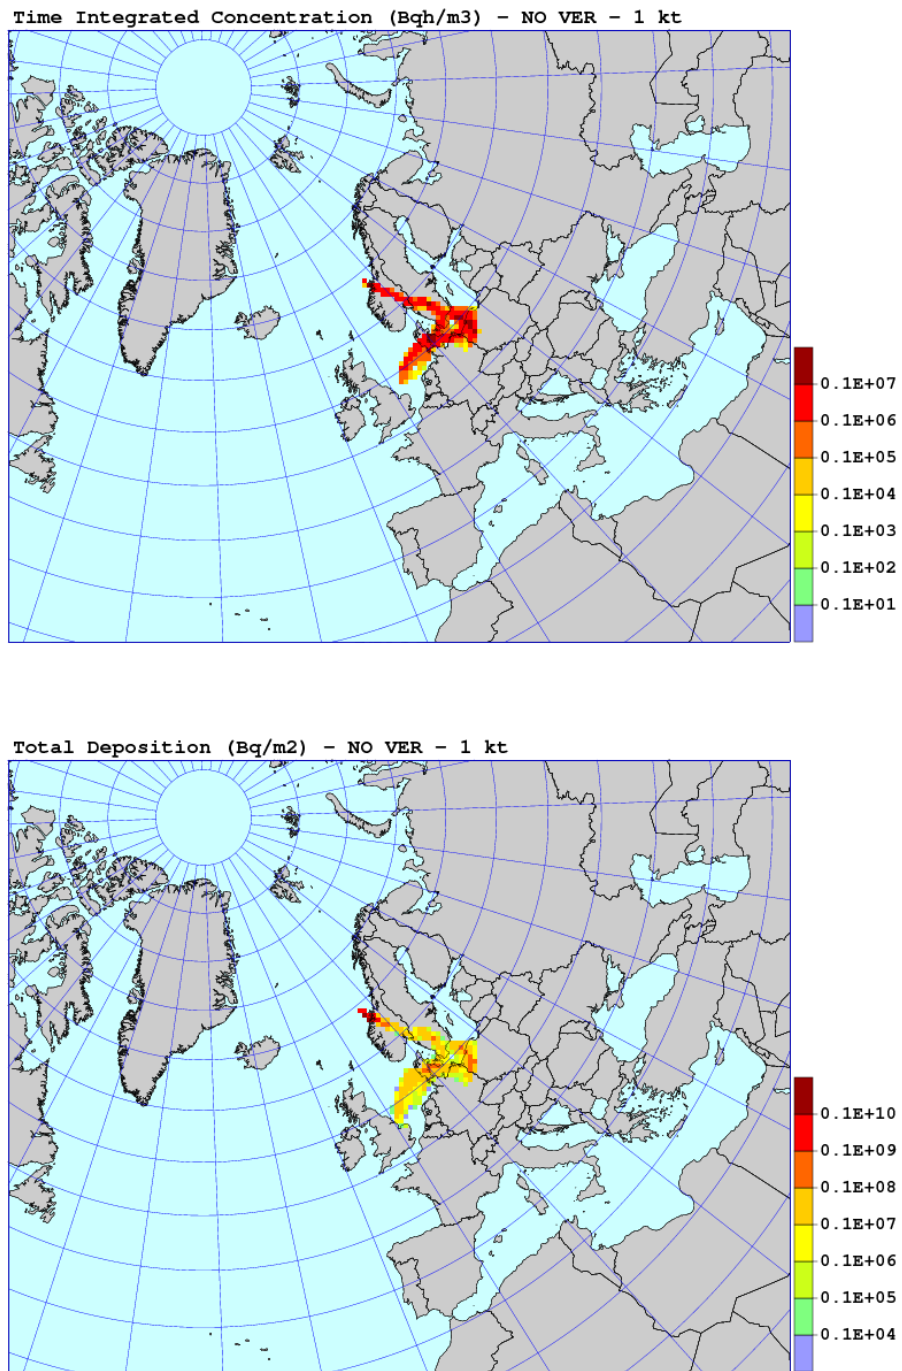 Time Integrated Concentration (Bqh/m3) – NO VER – 1 kt
0.1E+07
0.1E+06
0.1E+05
0.1E+04
0.1E+03
0.1E+02
0.1E+01
Total Deposition (Bq/m2) – NO VER – 1 kt
0.1E+10
0.1E+09
0.1E+08
0.1E+07
0.1E+06
0.1E+05
0.1E+04